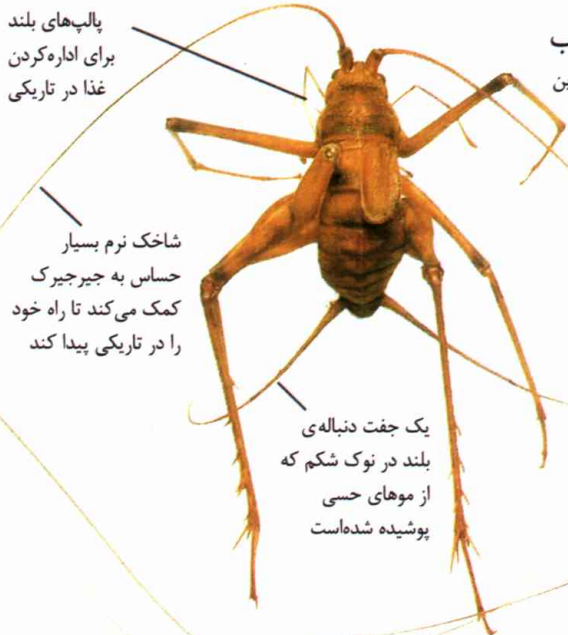 پالپ‌های بلند
برای اداره‌کردن
غذا در تاریکی
شاخک نرم بسیار
حساس به جیرجیرک
کمک می‌کند تا راه خود
را در تاریکی پیدا کند
یک جفت دنباله‌ی
بلند در نوک شکم که
از موهای حسی
پوشیده شده‌است